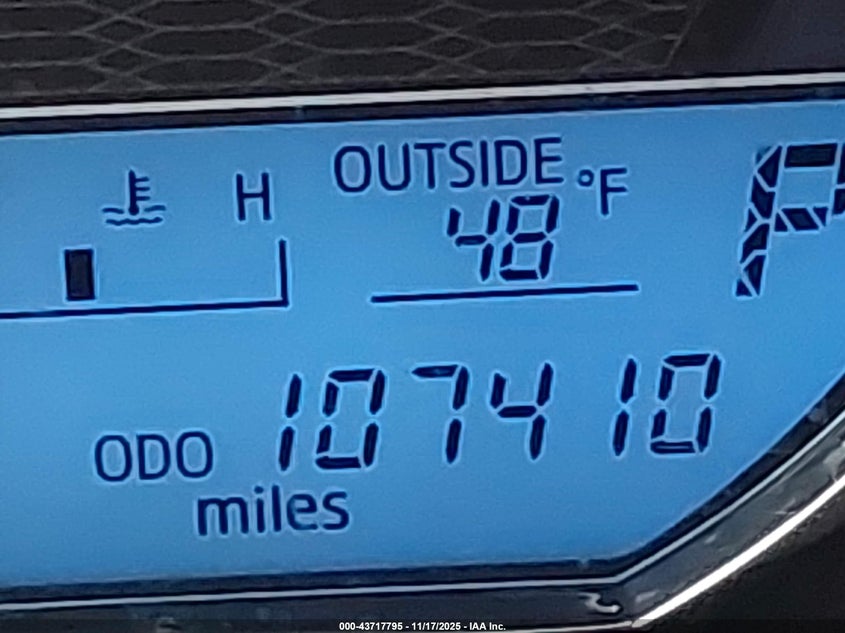 OUTSIDE °F
H
48
P
107410
ODO
miles
000-43717795 - 11/17/2025 - IAA Inc.